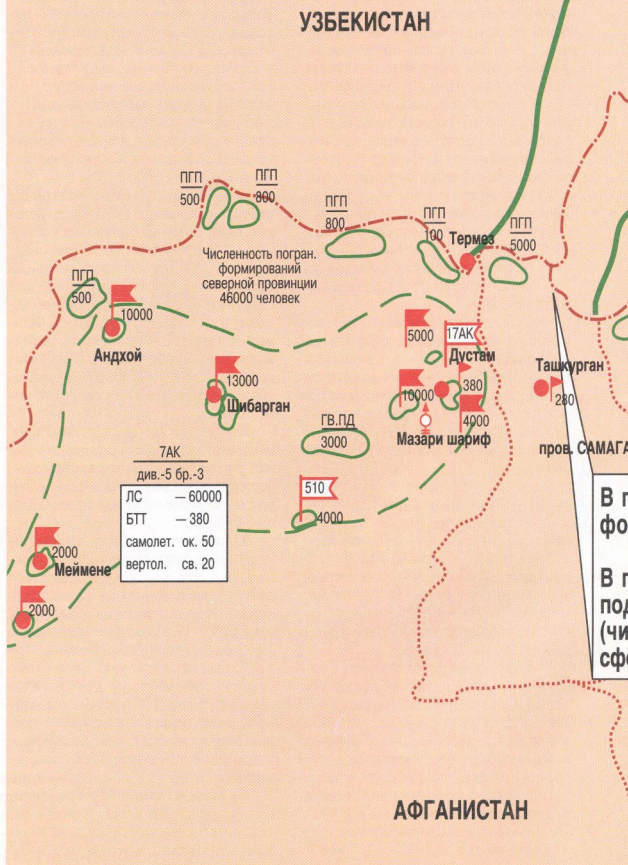 УЗБЕКИСТАН
ПГП
500
ПГП
800
ПГП
800
ПГП
100
Термез
ПГП
5000
Численность погран.
формирований
северной провинции
46000 человек
ПГП
500
10000
Андхой
5000
17АК
Дустам
380
13000
Шибарган
10000
4000
Мазари шариф
Ташкурган
280
ГВ.ПД
3000
пров. САМАГА
7АК
див.-5 бр.-3
ЛС — 60000
БТТ — 380
самолет. ок. 50
вертол. св. 20
510
4000
2000
Меймене
2000
В п
фо
В п
под
(чи
сфе
АФГАНИСТАН